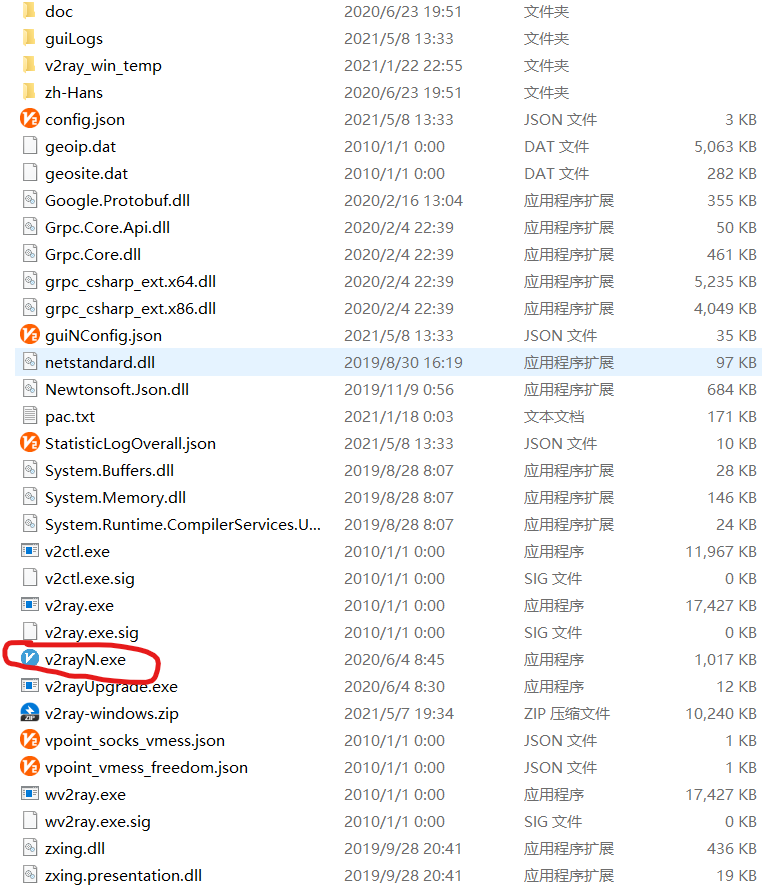 doc 2020/6/23 19:51 文件夹
guiLogs 2021/5/8 13:33 文件夹
v2ray_win_temp 2021/1/22 22:55 文件夹
zh-Hans 2020/6/23 19:51 文件夹
config.json 2021/5/8 13:33 JSON 文件 3 KB
geoip.dat 2010/1/1 0:00 DAT 文件 5,063 KB
geosite.dat 2010/1/1 0:00 DAT 文件 282 KB
Google.Protobuf.dll 2020/2/16 13:04 应用程序扩展 355 KB
Grpc.Core.Api.dll 2020/2/4 22:39 应用程序扩展 50 KB
Grpc.Core.dll 2020/2/4 22:39 应用程序扩展 461 KB
grpc_csharp_ext.x64.dll 2020/2/4 22:39 应用程序扩展 5,235 KB
grpc_csharp_ext.x86.dll 2020/2/4 22:39 应用程序扩展 4,049 KB
guiNConfig.json 2021/5/8 13:33 JSON 文件 35 KB
netstandard.dll 2019/8/30 16:19 应用程序扩展 97 KB
Newtonsoft.Json.dll 2019/11/9 0:56 应用程序扩展 684 KB
pac.txt 2021/1/18 0:03 文本文档 171 KB
StatisticLogOverall.json 2021/5/8 13:33 JSON 文件 10 KB
System.Buffers.dll 2019/8/28 8:07 应用程序扩展 28 KB
System.Memory.dll 2019/8/28 8:07 应用程序扩展 146 KB
System.Runtime.CompilerServices.U... 2019/8/28 8:07 应用程序扩展 24 KB
v2ctl.exe 2010/1/1 0:00 应用程序 11,967 KB
v2ctl.exe.sig 2010/1/1 0:00 SIG 文件 0 KB
v2ray.exe 2010/1/1 0:00 应用程序 17,427 KB
v2ray.exe.sig 2010/1/1 0:00 SIG 文件 0 KB
v2rayN.exe 2020/6/4 8:45 应用程序 1,017 KB
v2rayUpgrade.exe 2020/6/4 8:30 应用程序 12 KB
v2ray-windows.zip 2021/5/7 19:34 ZIP 压缩文件 10,240 KB
vpoint_socks_vmess.json 2010/1/1 0:00 JSON 文件 1 KB
vpoint_vmess_freedom.json 2010/1/1 0:00 JSON 文件 1 KB
wv2ray.exe 2010/1/1 0:00 应用程序 17,427 KB
wv2ray.exe.sig 2010/1/1 0:00 SIG 文件 0 KB
zxing.dll 2019/9/28 20:41 应用程序扩展 436 KB
zxing.presentation.dll 2019/9/28 20:41 应用程序扩展 19 KB